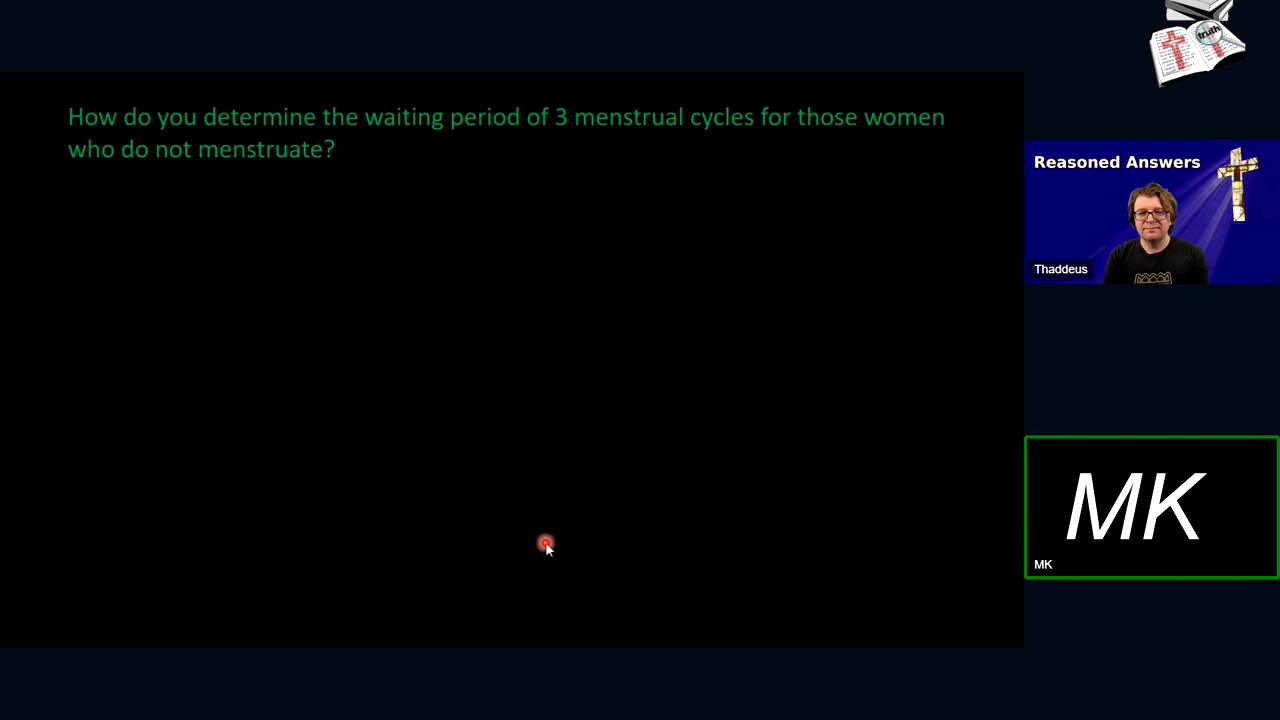 How do you determine the waiting period of 3 menstrual cycles for those women
who do not menstruate?
truth
Reasoned Answers
Thaddeus
MK
MK